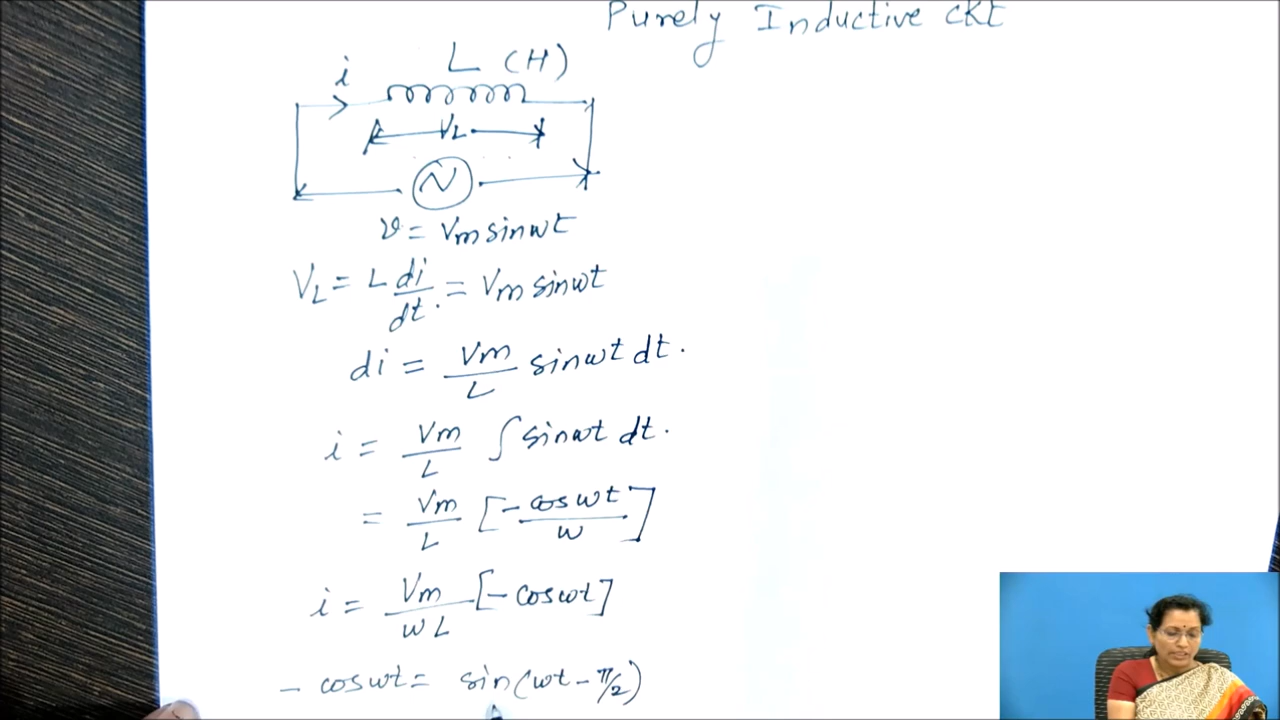 Purely Inductive ckt
L (H)
i
VL
v = Vm sinωt
VL = L di/dt. = Vm sinωt
di = Vm/L sinωt dt.
i = Vm/L ∫ sinωt dt.
= Vm/L [- cosωt/ω]
i = Vm/ωL [- cosωt]
- cosωt = sin(ωt - π/2)